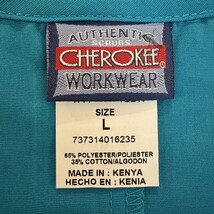 AUTHENTIC
SCRUBS
CHEROKEE
WORKWEAR
SIZE
L
737314016235
65% POLYESTER/POLIESTER
35% COTTON/ALGODON
MADE IN : KENYA
HECHO EN : KENIA